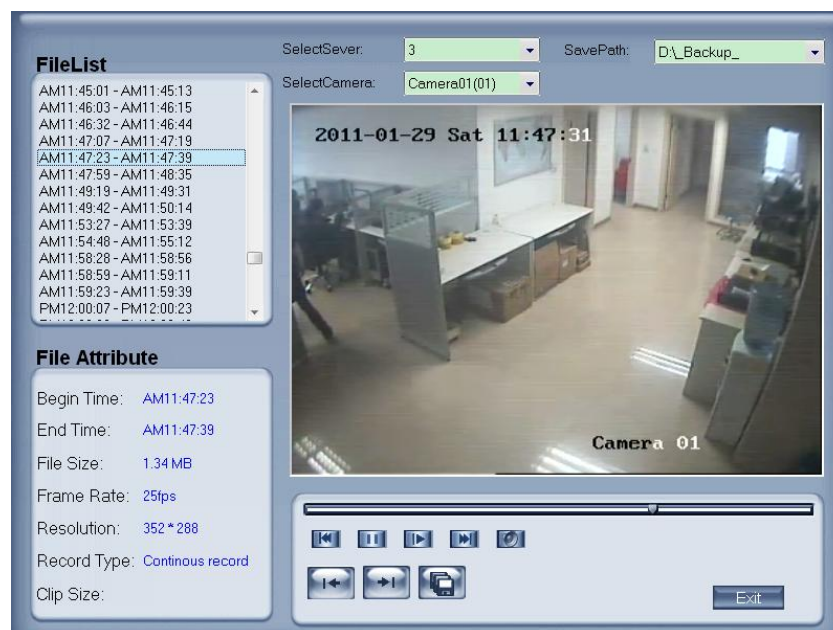 SelectSever: 3 SavePath: D:\_Backup_
FileList
SelectCamera: Camera01(01)
AM11:45:01 - AM11:45:13
AM11:46:03 - AM11:46:15
AM11:46:32 - AM11:46:44
AM11:47:07 - AM11:47:19
AM11:47:23 - AM11:47:39
AM11:47:59 - AM11:48:35
AM11:49:19 - AM11:49:31
AM11:49:42 - AM11:50:14
AM11:53:27 - AM11:53:39
AM11:54:48 - AM11:55:12
AM11:58:28 - AM11:58:56
AM11:58:59 - AM11:59:11
AM11:59:23 - AM11:59:39
PM12:00:07 - PM12:00:23
2011-01-29 Sat 11:47:31
Camera 01
File Attribute
Begin Time: AM11:47:23
End Time: AM11:47:39
File Size: 1.34 MB
Frame Rate: 25fps
Resolution: 352 * 288
Record Type: Continous record
Clip Size:
Exit